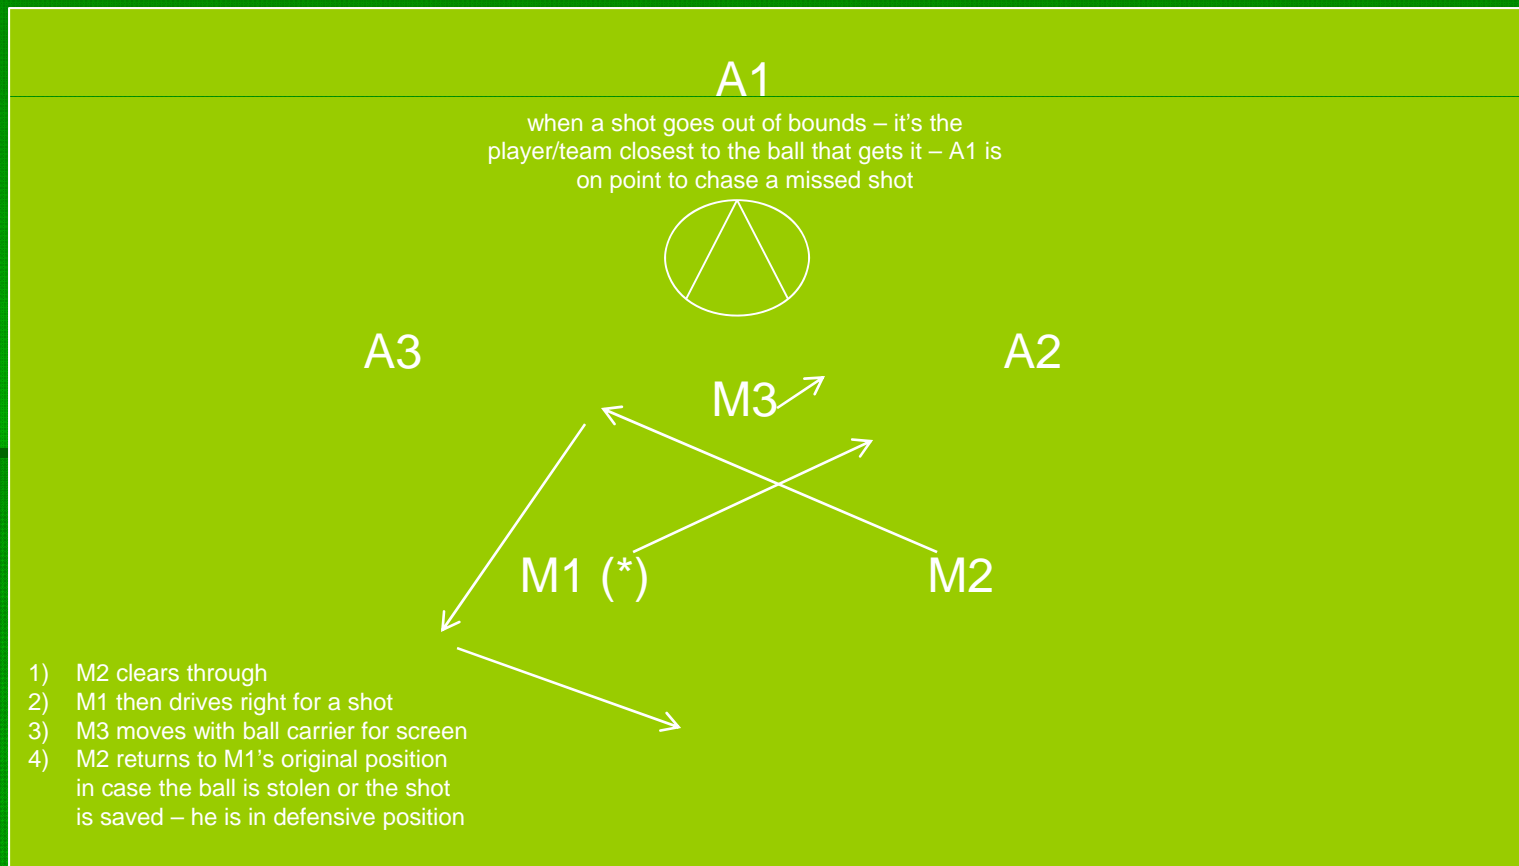 A1
when a shot goes out of bounds – it’s the
player/team closest to the ball that gets it – A1 is
on point to chase a missed shot
A3
A2
M3
M1 (*)
M2
1) M2 clears through
2) M1 then drives right for a shot
3) M3 moves with ball carrier for screen
4) M2 returns to M1’s original position
in case the ball is stolen or the shot
is saved – he is in defensive position